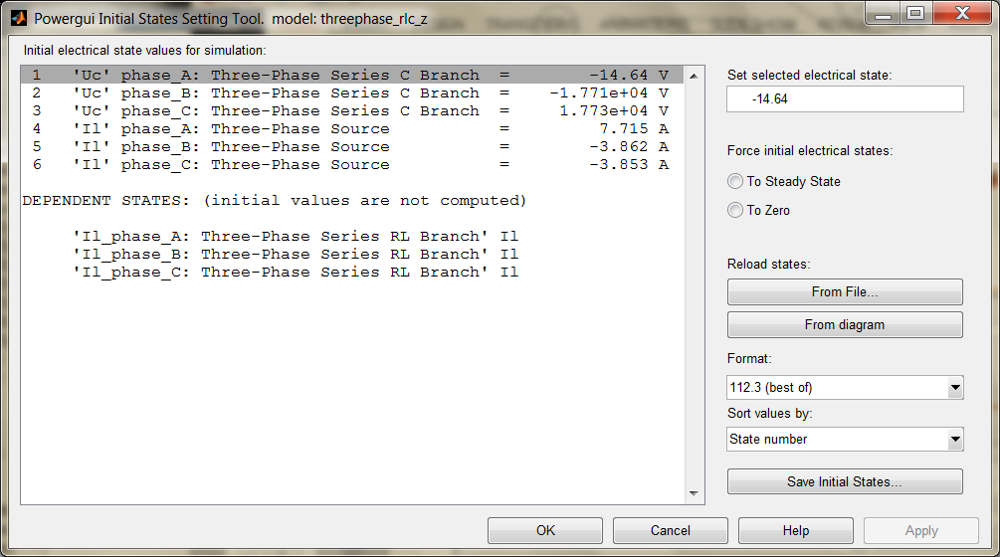 Powergui Initial States Setting Tool. model: threephase_rlc_z
Initial electrical state values for simulation:
1 'Uc' phase_A: Three-Phase Series C Branch = -14.64 V
2 'Uc' phase_B: Three-Phase Series C Branch = -1.771e+04 V
3 'Uc' phase_C: Three-Phase Series C Branch = 1.773e+04 V
4 'Il' phase_A: Three-Phase Source = 7.715 A
5 'Il' phase_B: Three-Phase Source = -3.862 A
6 'Il' phase_C: Three-Phase Source = -3.853 A
DEPENDENT STATES: (initial values are not computed)
'Il_phase_A: Three-Phase Series RL Branch' Il
'Il_phase_B: Three-Phase Series RL Branch' Il
'Il_phase_C: Three-Phase Series RL Branch' Il
Set selected electrical state:
-14.64
Force initial electrical states:
To Steady State
To Zero
Reload states:
From File...
From diagram
Format:
112.3 (best of)
Sort values by:
State number
Save Initial States...
OK
Cancel
Help
Apply